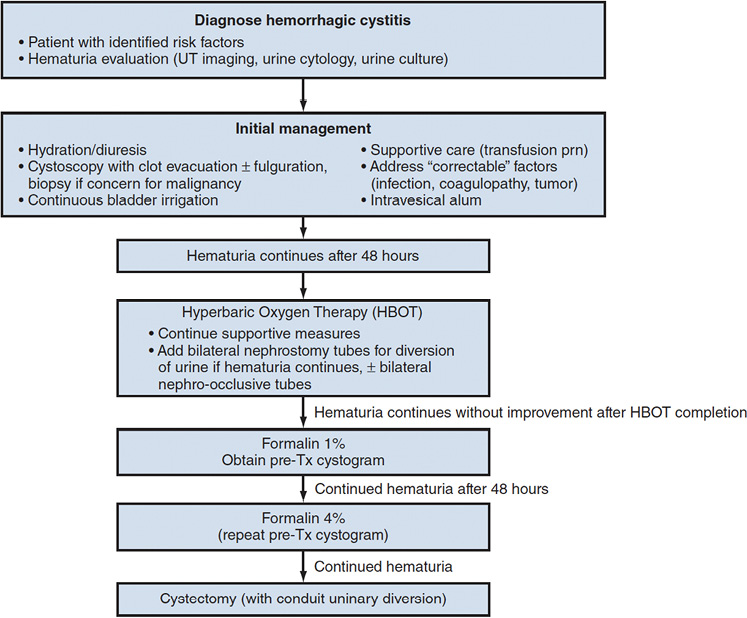 Diagnose hemorrhagic cystitis
• Patient with identified risk factors
• Hematuria evaluation (UT imaging, urine cytology, urine culture)
Initial management
• Hydration/diuresis
• Cystoscopy with clot evacuation ± fulguration,
biopsy if concern for malignancy
• Continuous bladder irrigation
• Supportive care (transfusion prn)
• Address “correctable” factors
(infection, coagulopathy, tumor)
• Intravesical alum
Hematuria continues after 48 hours
Hyperbaric Oxygen Therapy (HBOT)
• Continue supportive measures
• Add bilateral nephrostomy tubes for diversion
of urine if hematuria continues, ± bilateral
nephro-occlusive tubes
Hematuria continues without improvement after HBOT completion
Formalin 1%
Obtain pre-Tx cystogram
Continued hematuria after 48 hours
Formalin 4%
(repeat pre-Tx cystogram)
Continued hematuria
Cystectomy (with conduit uninary diversion)